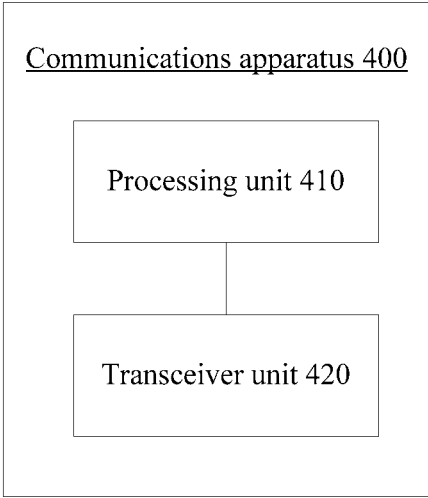 Communications apparatus 400
Processing unit 410
Transceiver unit 420